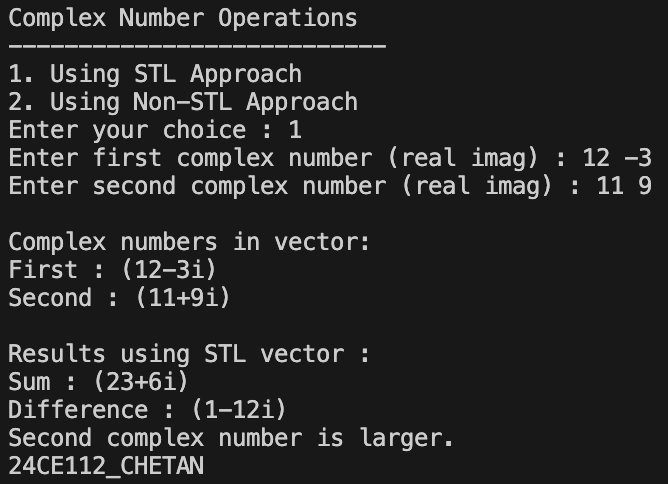 Complex Number Operations
---------------------------
1. Using STL Approach
2. Using Non-STL Approach
Enter your choice : 1
Enter first complex number (real imag) : 12 -3
Enter second complex number (real imag) : 11 9
Complex numbers in vector:
First : (12-3i)
Second : (11+9i)
Results using STL vector :
Sum : (23+6i)
Difference : (1-12i)
Second complex number is larger.
24CE112_CHETAN